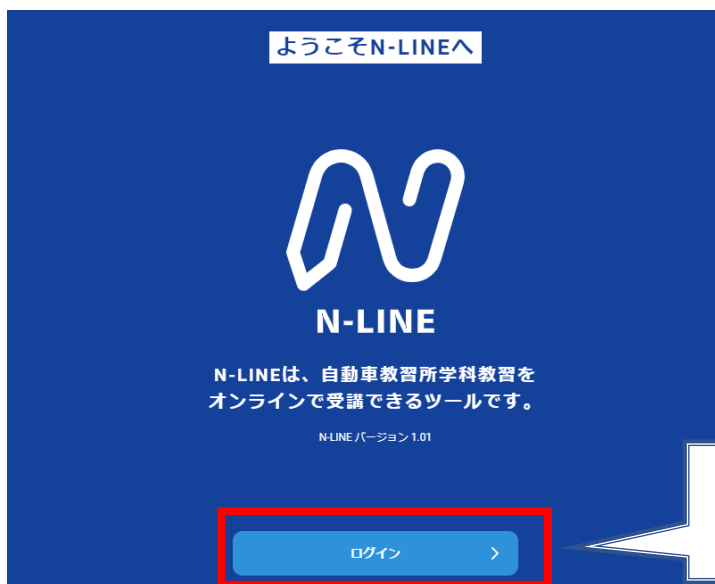 ようこそN-LINEへ
N-LINE
N-LINEは、自動車教習所学科教習を
オンラインで受講できるツールです。
N-LINE バージョン 1.01
ログイン